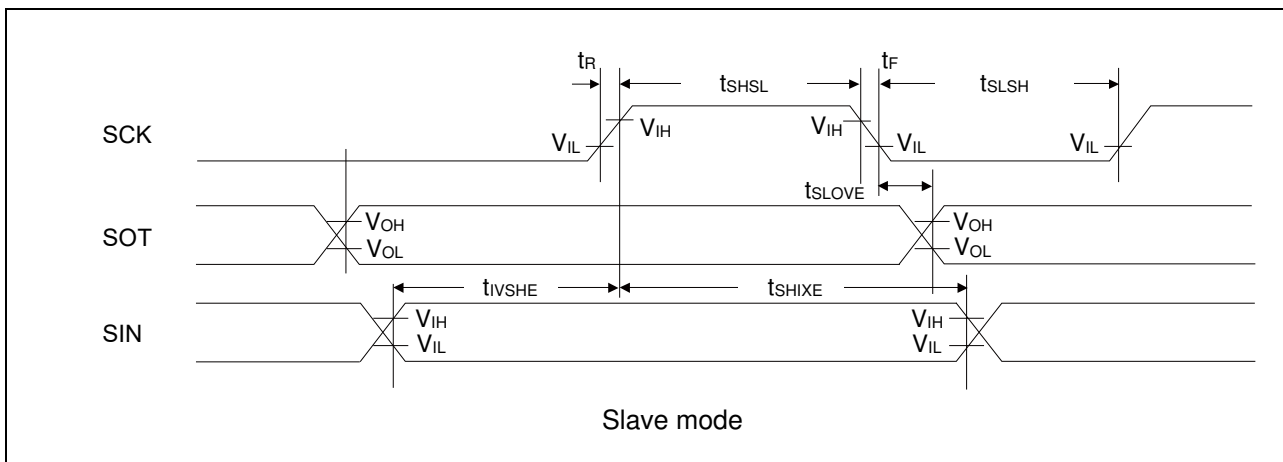 tR tF
tSHSL tSLSH
SCK VIL VIH VIH VIL VIL
tSLOVE
SOT VOH VOL VOH VOL
tIVSHE tSHIXE
SIN VIH VIL VIH VIL
Slave mode